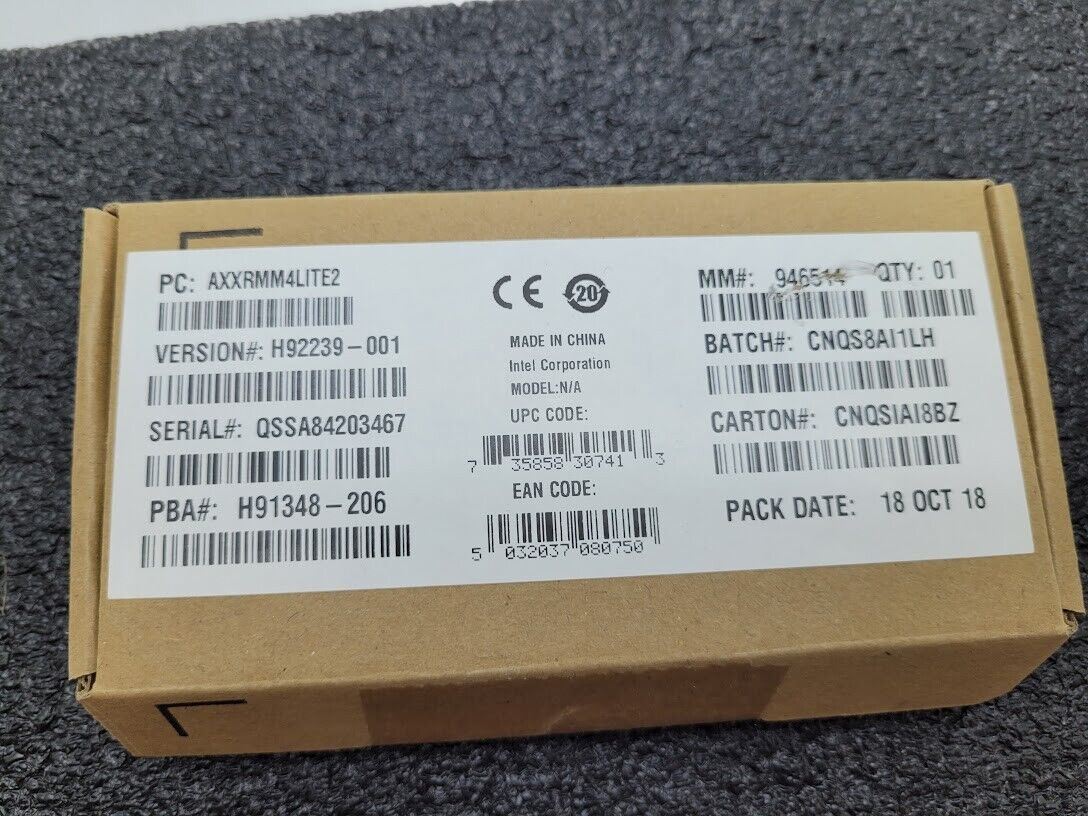 PC: AXXRMM4LITE2
VERSION#: H92239-001
SERIAL#: QSSA84203467
PBA#: H91348-206
CE 20
MADE IN CHINA
Intel Corporation
MODEL:N/A
UPC CODE:
7 35858 30741 3
EAN CODE:
5 032037 080750
MM#: 946514 QTY: 01
BATCH#: CNQS8AI1LH
CARTON#: CNQSIAI8BZ
PACK DATE: 18 OCT 18